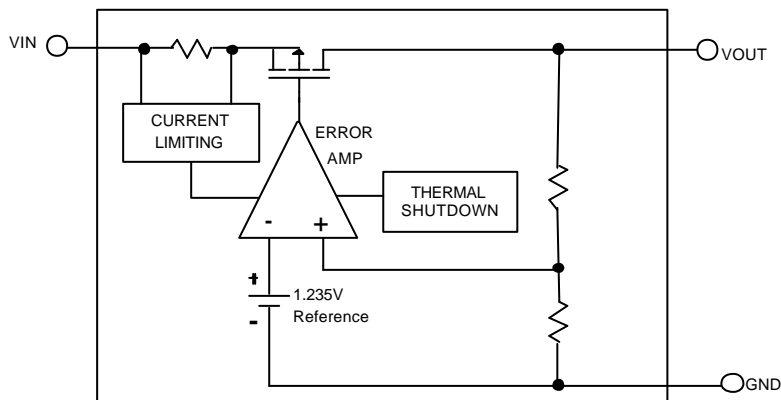 VIN
VOUT
CURRENT
LIMITING
ERROR
AMP
THERMAL
SHUTDOWN
- +
+
1.235V
Reference
-
GND